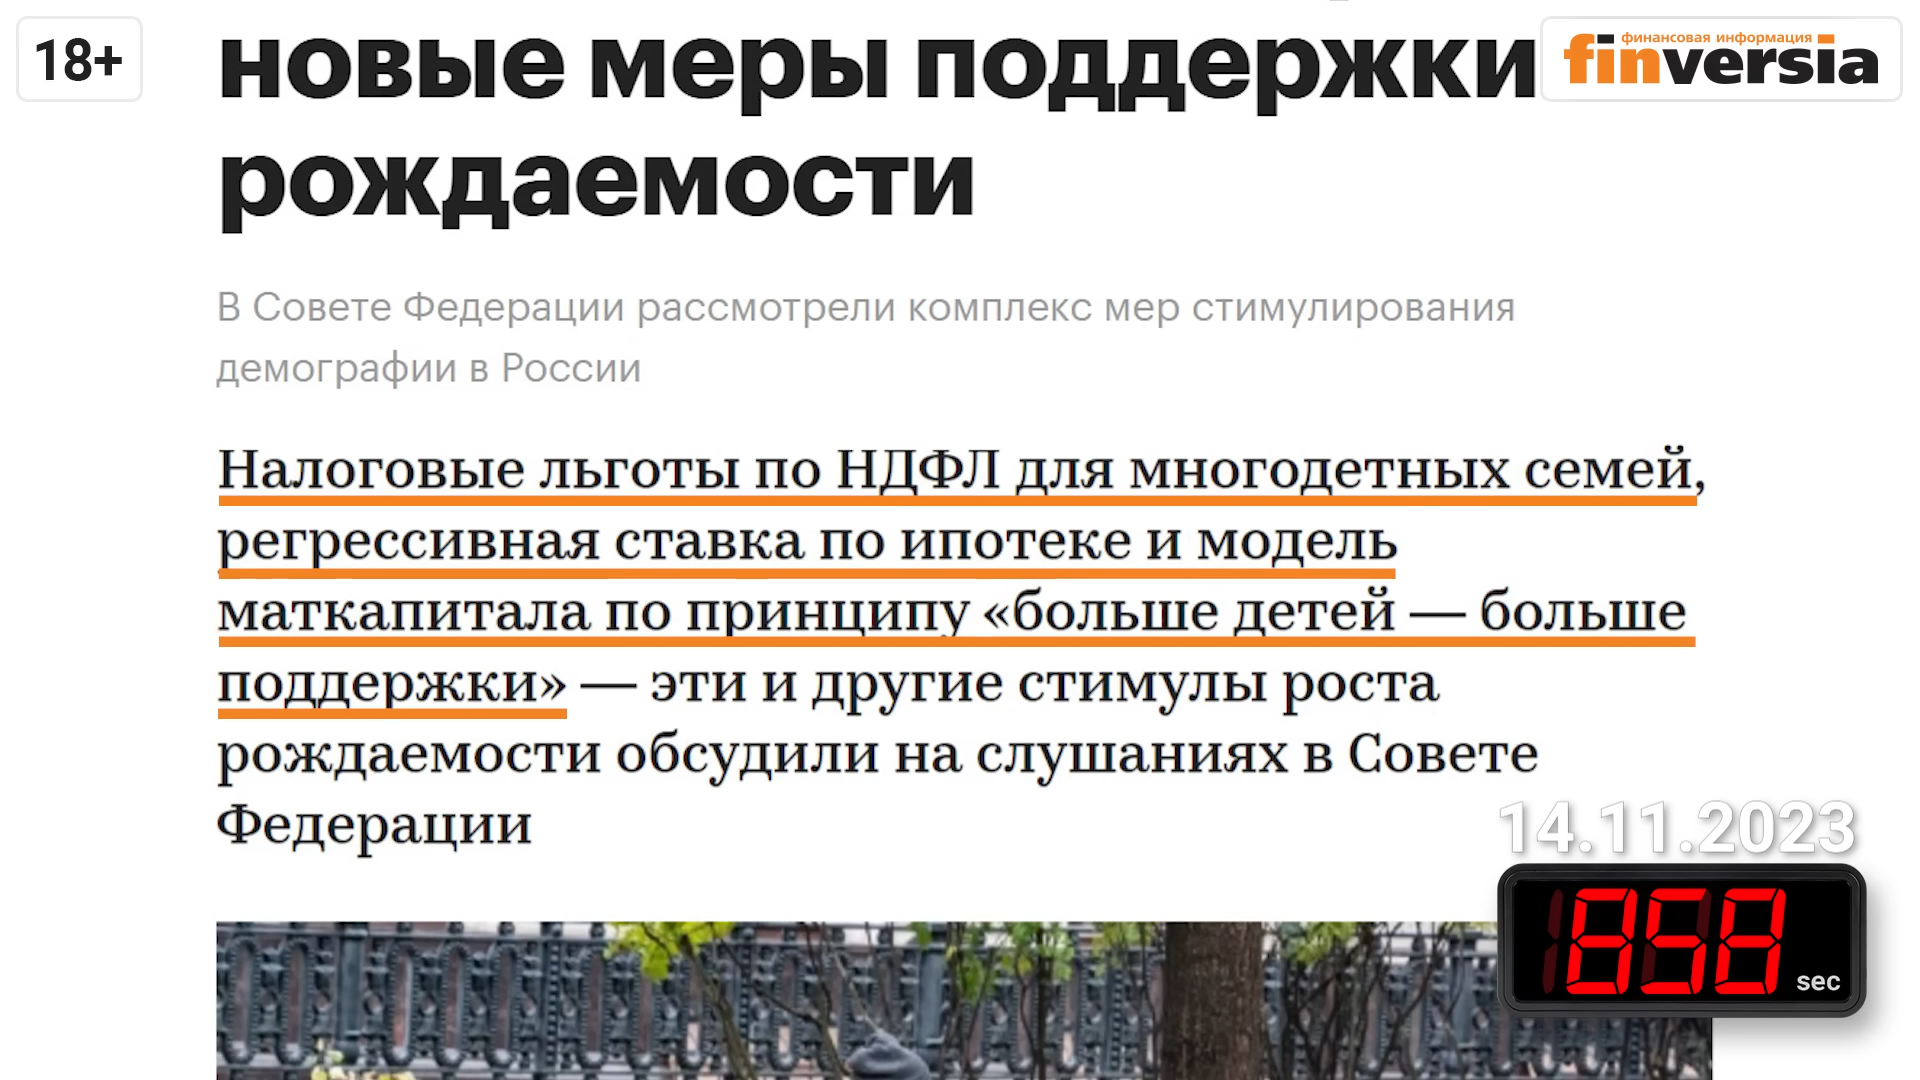 18+
новые меры поддержки
рождаемости
финансовая информация
finversia
В Совете Федерации рассмотрели комплекс мер стимулирования
демографии в России
Налоговые льготы по НДФЛ для многодетных семей,
регрессивная ставка по ипотеке и модель
маткапитала по принципу «больше детей — больше
поддержки» — эти и другие стимулы роста
рождаемости обсудили на слушаниях в Совете
Федерации
14.11.2023
858 sec